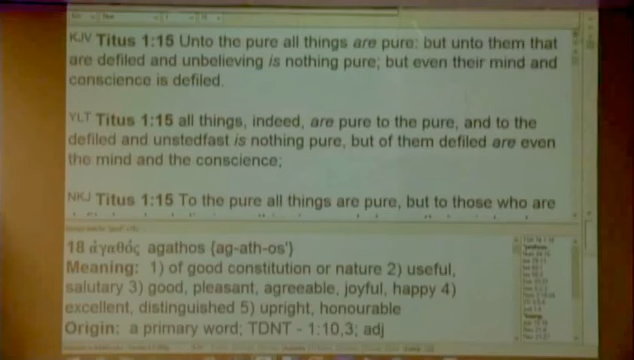 KJV Titus 1:15 Unto the pure all things are pure: but unto them that
are defiled and unbelieving is nothing pure; but even their mind and
conscience is defiled.
YLT Titus 1:15 all things, indeed, are pure to the pure, and to the
defiled and unstedfast is nothing pure, but of them defiled are even
the mind and the conscience;
NKJ Titus 1:15 To the pure all things are pure, but to those who are
18 ἀγαθός agathos {ag-ath-os'}
Meaning: 1) of good constitution or nature 2) useful,
salutary 3) good, pleasant, agreeable, joyful, happy 4)
excellent, distinguished 5) upright, honourable
Origin: a primary word; TDNT - 1:10,3; adj